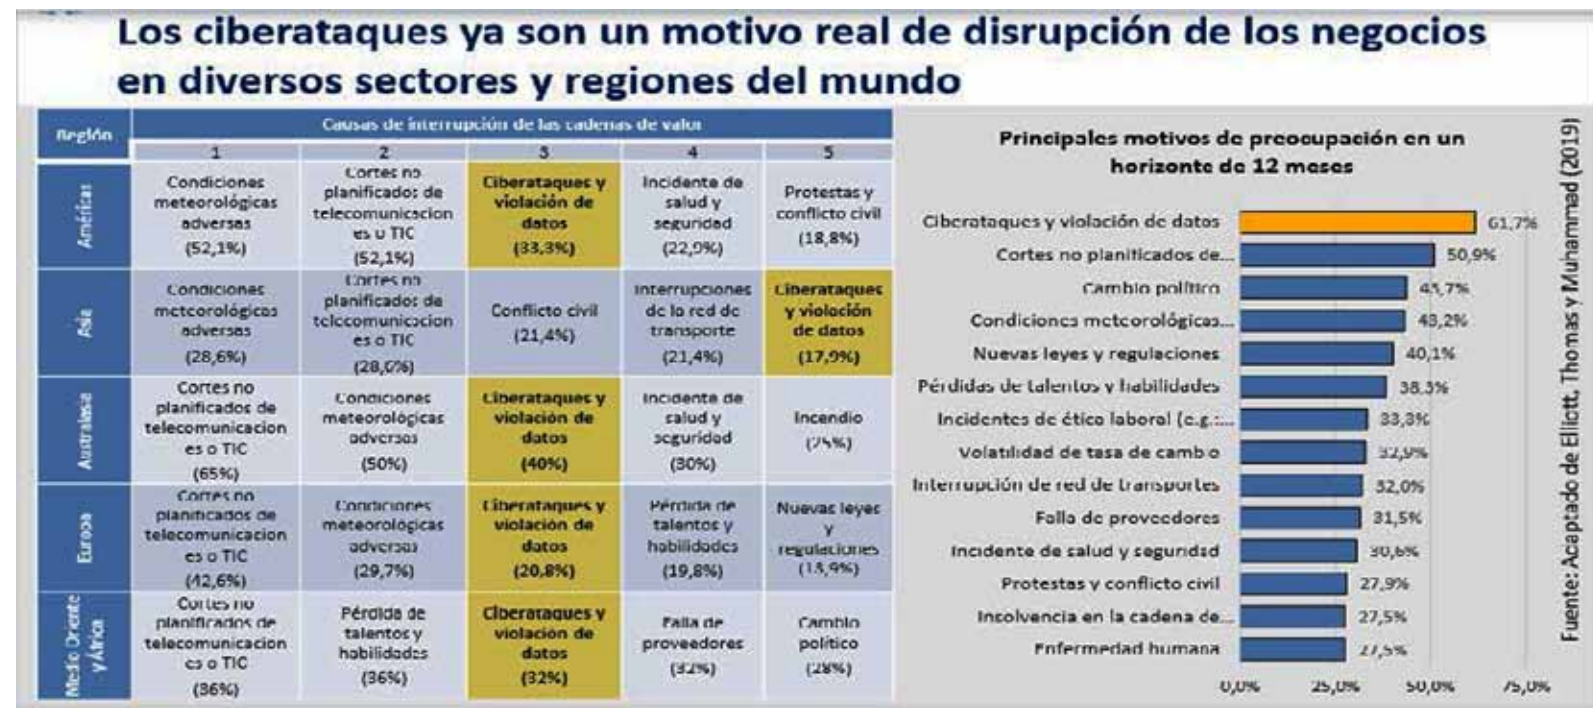 Los ciberataques ya son un motivo real de disrupción de los negocios
en diversos sectores y regiones del mundo
Región
Causas de interrupción de las cadenas de valor
1
2
3
4
5
Américas
Condiciones
meteorológicas
adversas
(52,1%)
Cortes no
planificados de
telecomunicacion
es o TIC
(52,1%)
Ciberataques y
violación de
datos
(33,3%)
Incidente de
salud y
seguridad
(22,9%)
Protestas y
conflicto civil
(18,8%)
Asia
Condiciones
meteorológicas
adversas
(28,6%)
Cortes no
planificados de
telecomunicacion
es o TIC
(28,6%)
Conflicto civil
(21,4%)
Interrupciones
de la red de
transporte
(21,4%)
Ciberataques
y violación
de datos
(17,9%)
Australasia
Cortes no
planificados de
telecomunicacion
es o TIC
(65%)
Condiciones
meteorológicas
adversas
(50%)
Ciberataques y
violación de
datos
(40%)
Incidente de
salud y
seguridad
(30%)
Incendio
(25%)
Europa
Cortes no
planificados de
telecomunicacion
es o TIC
(42,6%)
Condiciones
meteorológicas
adversas
(29,7%)
Ciberataques y
violación de
datos
(20,8%)
Pérdida de
talentos y
habilidades
(19,8%)
Nuevas leyes
y
regulaciones
Medio Oriente
y África
Cortes no
planificados de
telecomunicacion
es o TIC
(36%)
Pérdida de
talentos y
habilidades
(36%)
Ciberataques y
violación de
datos
(32%)
Falla de
proveedores
(32%)
Cambio
político
(28%)
Principales motivos de preocupación en un
horizonte de 12 meses
Ciberataques y violación de datos 61,7%
Cortes no planificados de... 50,9%
Cambio político
Condiciones meteorológicas... 43,2%
Nuevas leyes y regulaciones 40,1%
Pérdidas de talentos y habilidades 38,3%
Incidentes de ética laboral (e.g.:... 33,3%
Volatilidad de tasa de cambio 32,9%
Interrupción de red de transportes 32,0%
Falla de proveedores 31,5%
Incidente de salud y seguridad 30,6%
Protestas y conflicto civil 27,9%
Insolvencia en la cadena de... 27,5%
Enfermedad humana 27,5%
0,0% 25,0% 50,0% 75,0%
Fuente: Adaptado de Elliott, Thomas y Muhammad (2019)